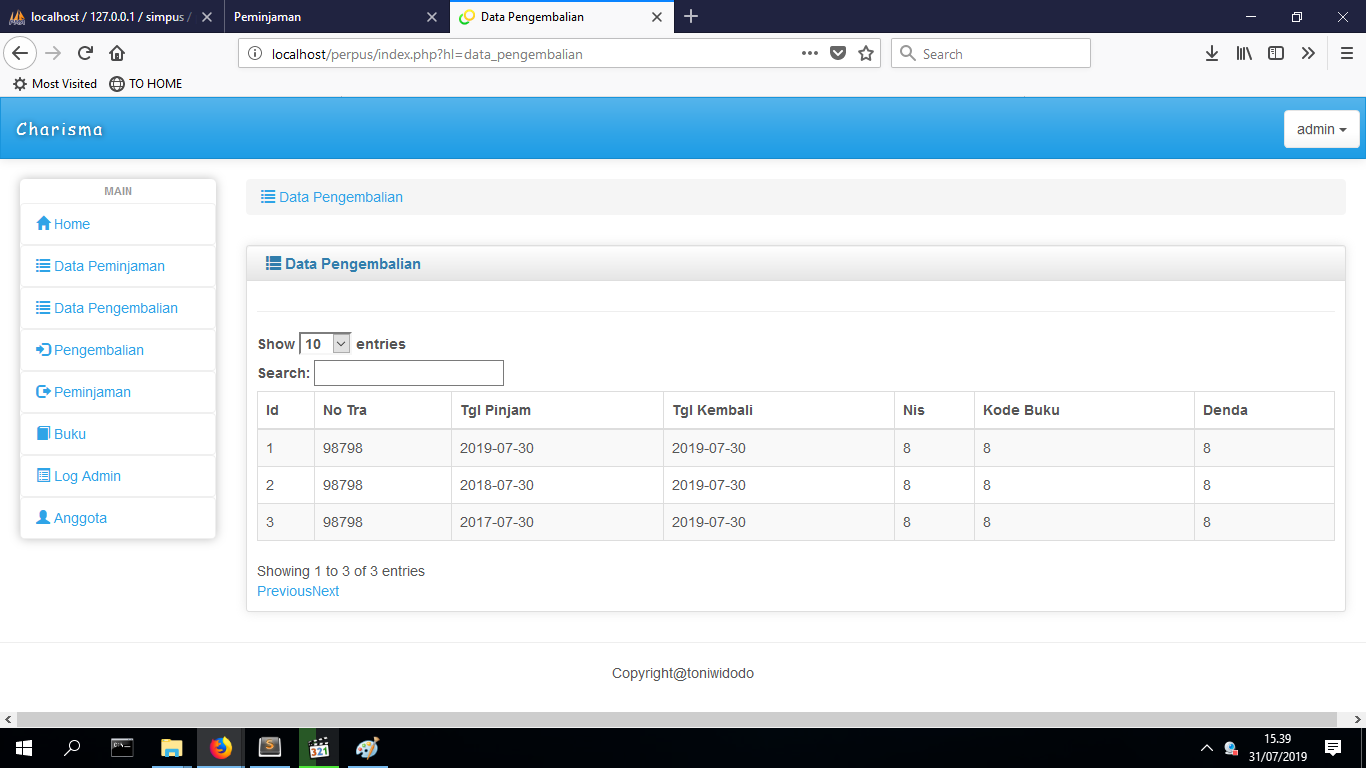 localhost / 127.0.0.1 / simpus /
Peminjaman
Data Pengembalian
localhost/perpus/index.php?hl=data_pengembalian
Search
Most Visited
TO HOME
Charisma
admin
MAIN
Home
Data Peminjaman
Data Pengembalian
Pengembalian
Peminjaman
Buku
Log Admin
Anggota
Data Pengembalian
Data Pengembalian
Show 10 entries
Search:
Id No Tra Tgl Pinjam Tgl Kembali Nis Kode Buku Denda
1 98798 2019-07-30 2019-07-30 8 8 8
2 98798 2018-07-30 2019-07-30 8 8 8
3 98798 2017-07-30 2019-07-30 8 8 8
Showing 1 to 3 of 3 entries
PreviousNext
Copyright@toniwidodo
321
15.39
31/07/2019